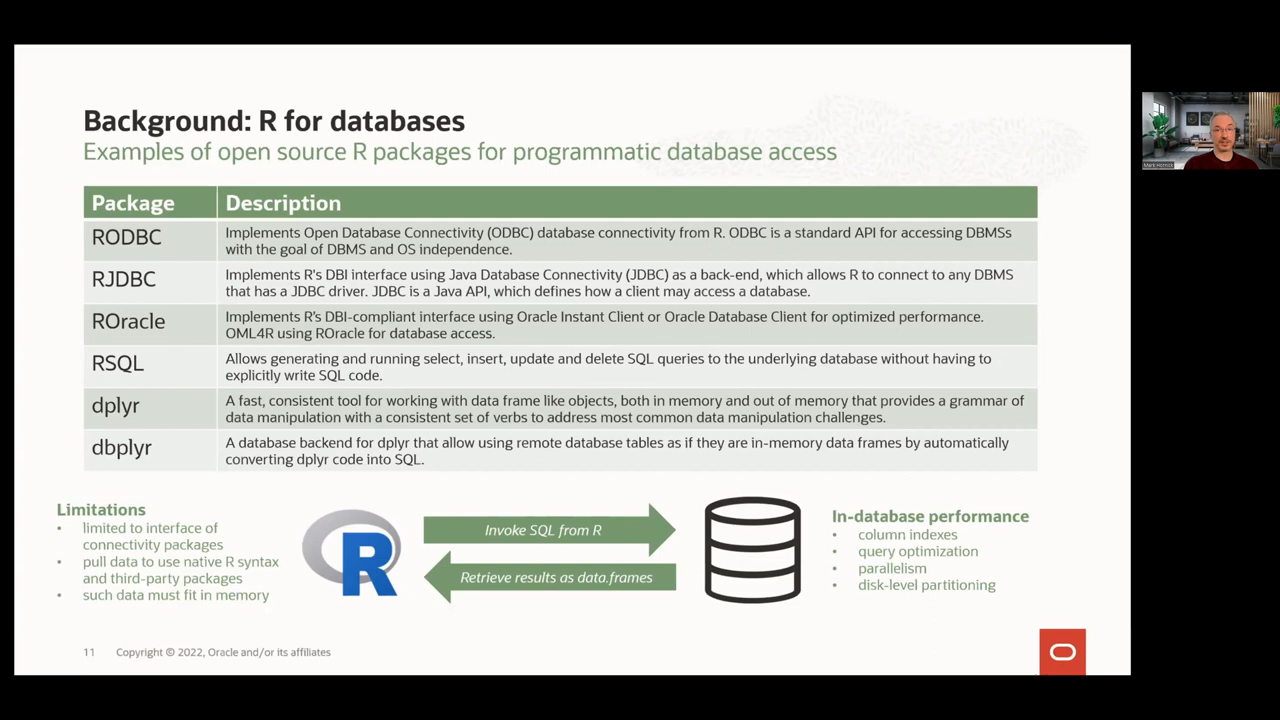 Background: R for databases
Examples of open source R packages for programmatic database access
Package Description
RODBC
Implements Open Database Connectivity (ODBC) database connectivity from R. ODBC is a standard API for accessing DBMSs
with the goal of DBMS and OS independence.
RJDBC
Implements R's DBI interface using Java Database Connectivity (JDBC) as a back-end, which allows R to connect to any DBMS
that has a JDBC driver. JDBC is a Java API, which defines how a client may access a database.
ROracle
Implements R's DBI-compliant interface using Oracle Instant Client or Oracle Database Client for optimized performance.
OML4R using ROracle for database access.
RSQL
Allows generating and running select, insert, update and delete SQL queries to the underlying database without having to
explicitly write SQL code.
dplyr
A fast, consistent tool for working with data frame like objects, both in memory and out of memory that provides a grammar of
data manipulation with a consistent set of verbs to address most common data manipulation challenges.
dbplyr
A database backend for dplyr that allow using remote database tables as if they are in-memory data frames by automatically
converting dplyr code into SQL.
Limitations
• limited to interface of
connectivity packages
• pull data to use native R syntax
and third-party packages
• such data must fit in memory
R
Invoke SQL from R
Retrieve results as data.frames
In-database performance
• column indexes
• query optimization
• parallelism
• disk-level partitioning
11 Copyright © 2022, Oracle and/or its affiliates
Mark Hornick